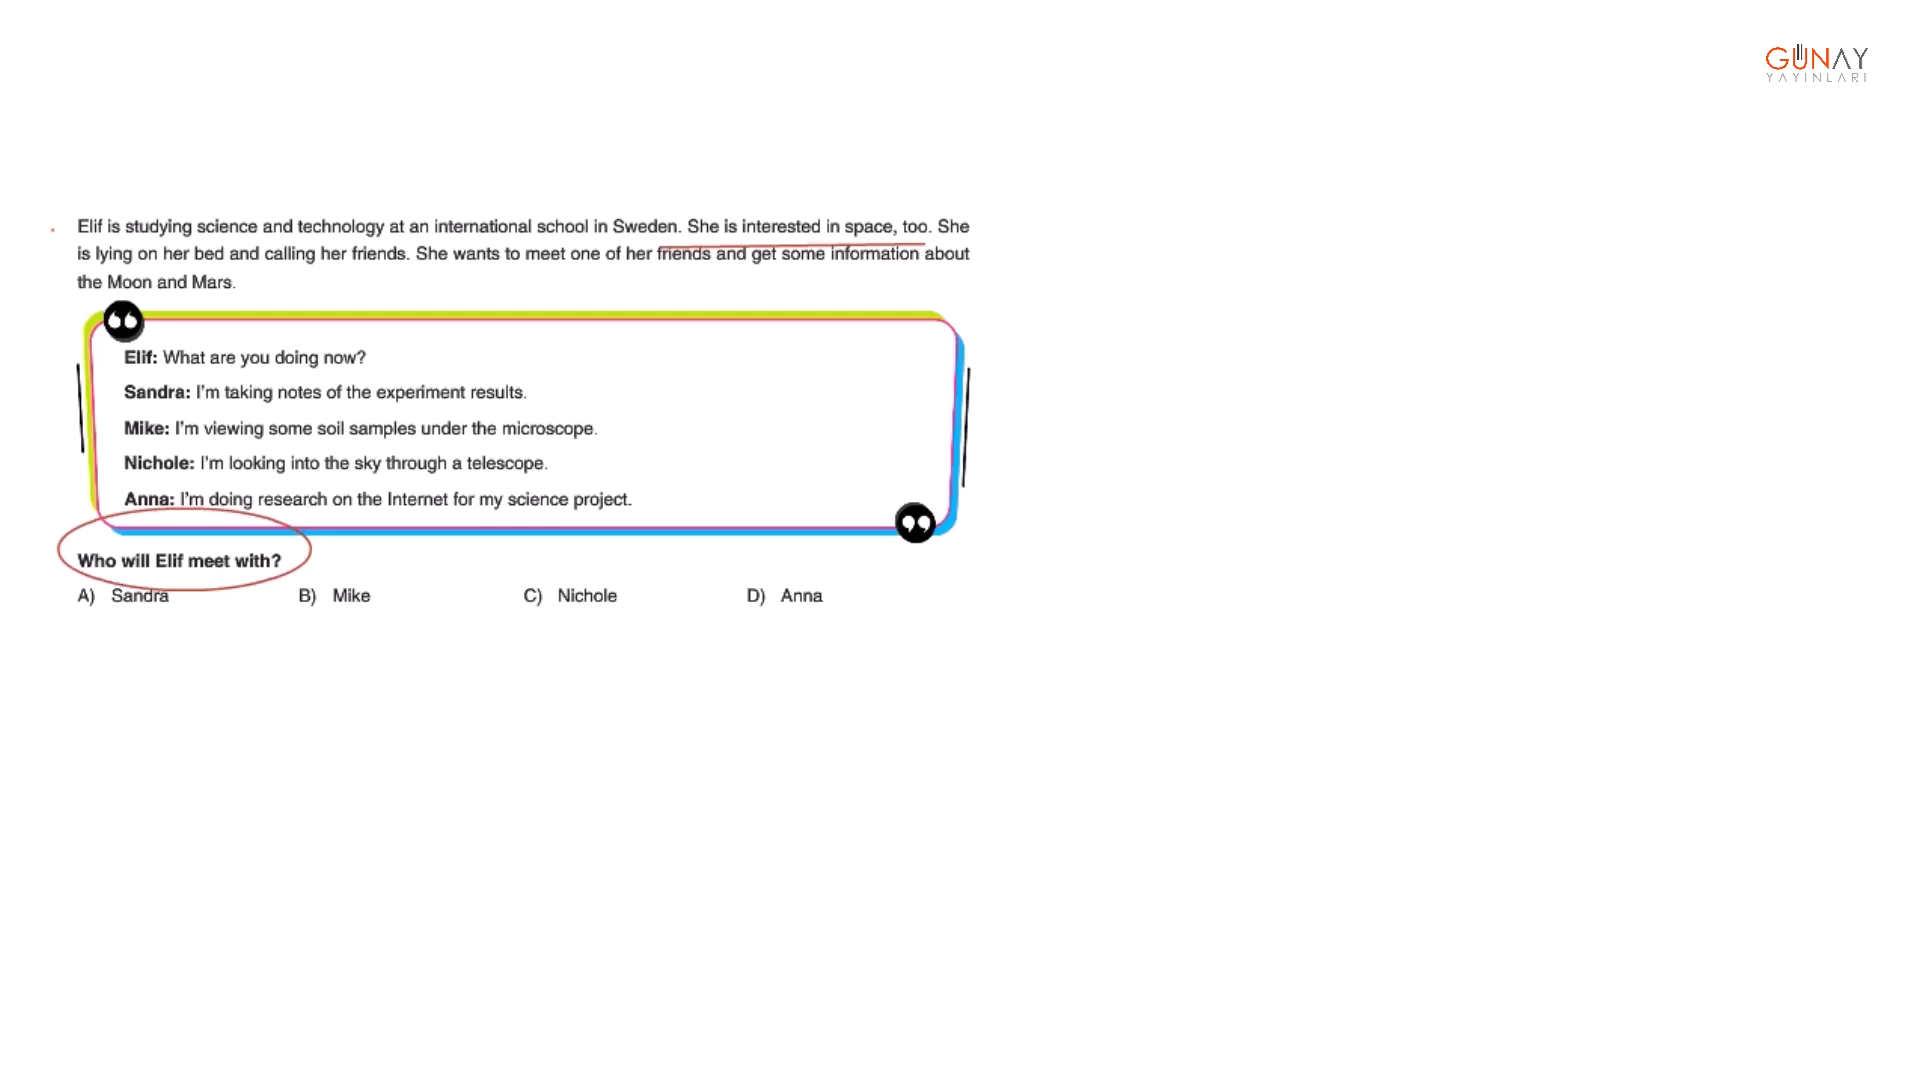 GÜNAY
YAYINLARI
Elif is studying science and technology at an international school in Sweden. She is interested in space, too. She
is lying on her bed and calling her friends. She wants to meet one of her friends and get some information about
the Moon and Mars.
Elif: What are you doing now?
Sandra: I'm taking notes of the experiment results.
Mike: I'm viewing some soil samples under the microscope.
Nichole: I'm looking into the sky through a telescope.
Anna: I'm doing research on the Internet for my science project.
Who will Elif meet with?
A) Sandra B) Mike C) Nichole D) Anna